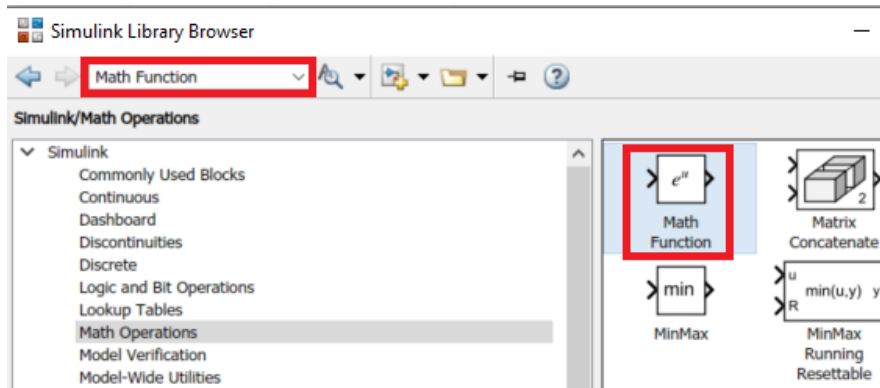 Simulink Library Browser
Math Function
Simulink/Math Operations
Simulink
Commonly Used Blocks
Continuous
Dashboard
Discontinuities
Discrete
Logic and Bit Operations
Lookup Tables
Math Operations
Model Verification
Model-Wide Utilities
e^u
Math
Function
2
Matrix
Concatenate
min
MinMax
u
R
min(u,y) y
MinMax
Running
Resettable